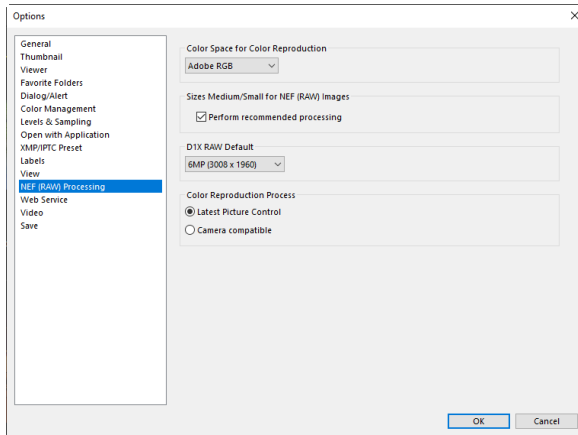 Options
General
Thumbnail
Viewer
Favorite Folders
Dialog/Alert
Color Management
Levels & Sampling
Open with Application
XMP/IPTC Preset
Labels
View
NEF (RAW) Processing
Web Service
Video
Save
Color Space for Color Reproduction
Adobe RGB
Sizes Medium/Small for NEF (RAW) Images
Perform recommended processing
D1X RAW Default
6MP (3008 x 1960)
Color Reproduction Process
Latest Picture Control
Camera compatible
OK Cancel